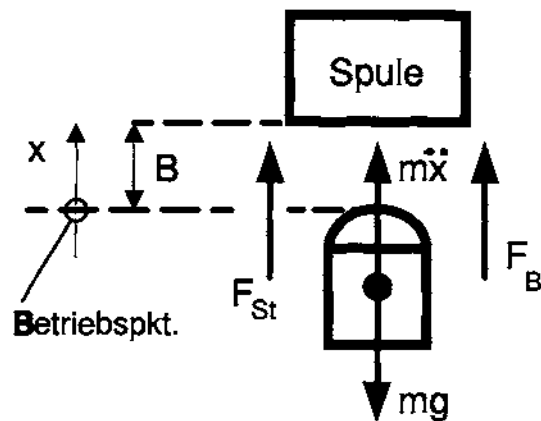 Spule
x
B
mẍ
F_St
F_B
Betriebspkt.
mg